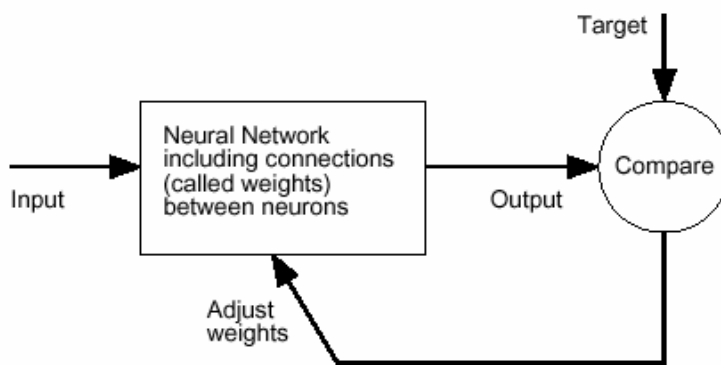 Target
Neural Network
including connections
(called weights)
between neurons
Compare
Input
Output
Adjust
weights